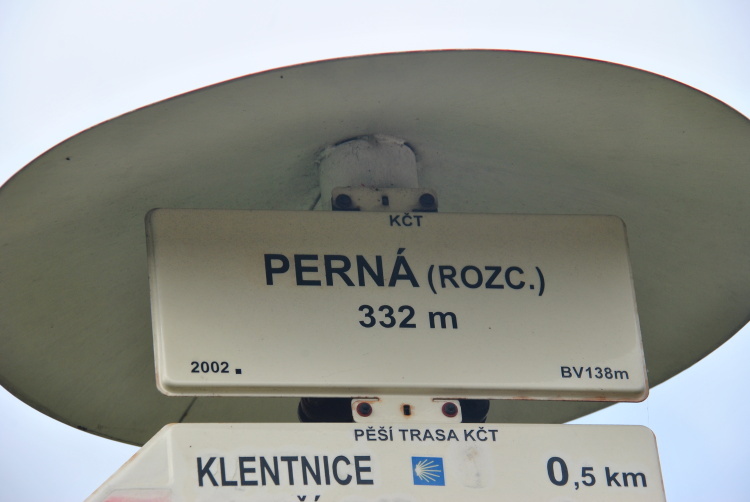 KČT
PERNÁ (ROZC.)
332 m
2002. BV138m
PĚŠÍ TRASA KČT
KLENTNICE 0,5 km